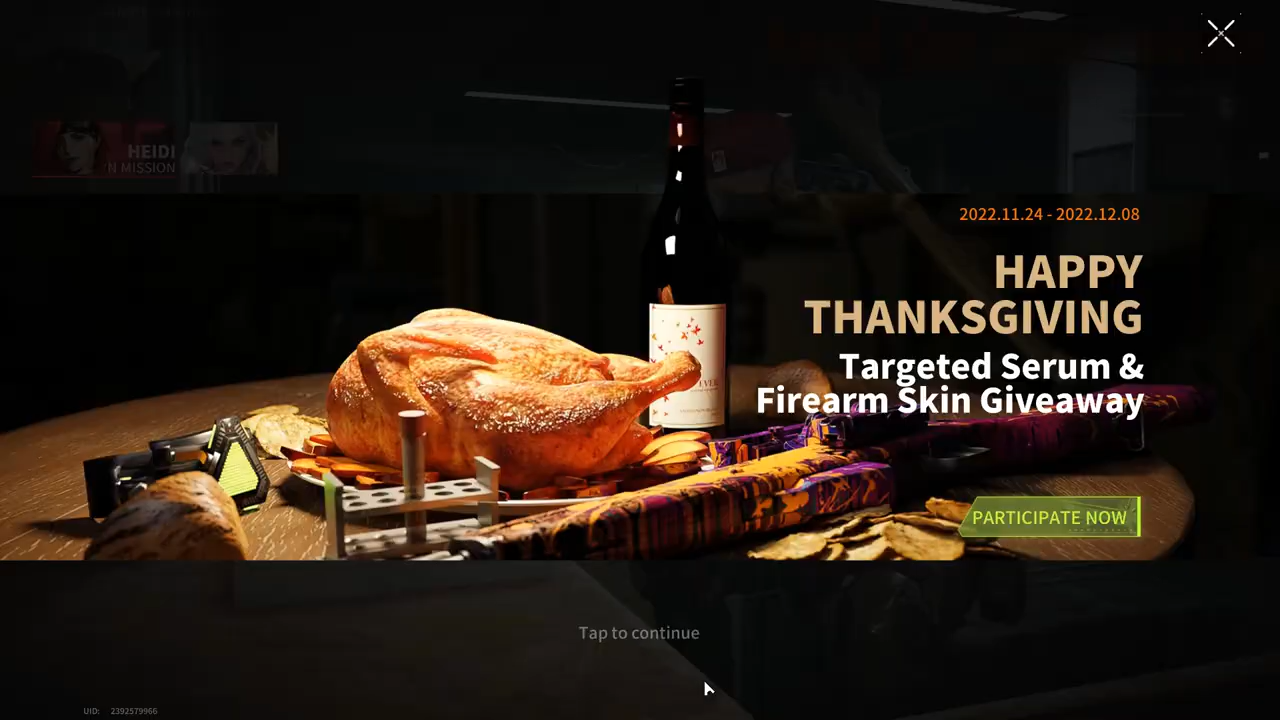 HEIDI
'N MISSION
2022.11.24 - 2022.12.08
HAPPY
THANKSGIVING
Targeted Serum &
Firearm Skin Giveaway
PARTICIPATE NOW
Tap to continue
UID: 2392579966